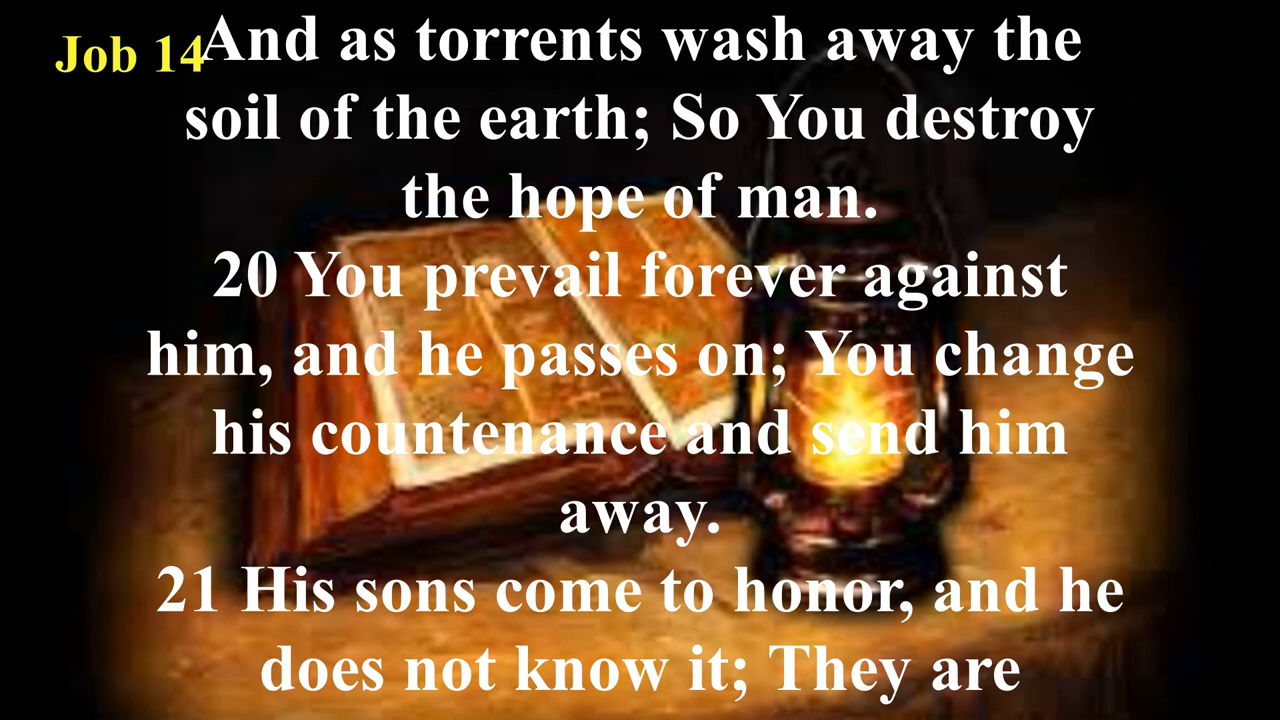 Job 14
And as torrents wash away the
soil of the earth; So You destroy
the hope of man.
20 You prevail forever against
him, and he passes on; You change
his countenance and send him
away.
21 His sons come to honor, and he
does not know it; They are